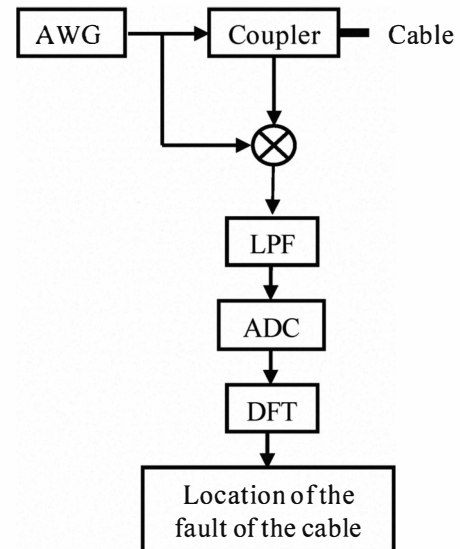 AWG
Coupler
Cable
LPF
ADC
DFT
Location of the
fault of the cable